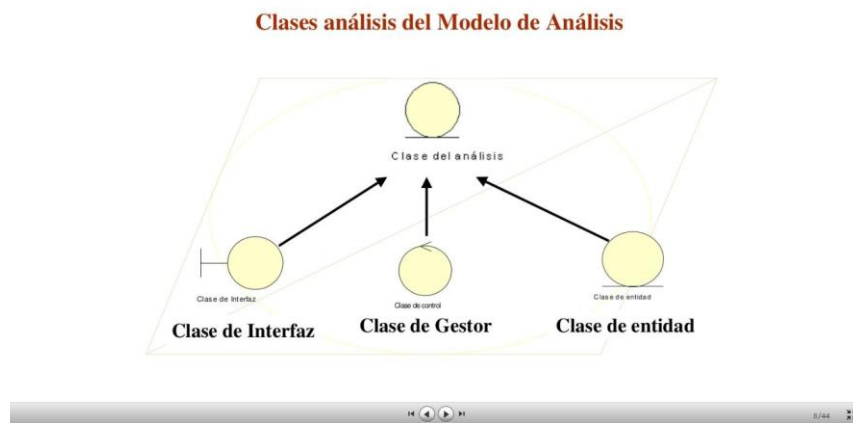 Clases análisis del Modelo de Análisis
Clase del análisis
Clase de Interfaz
Clase de control
Clase de entidad
Clase de Interfaz
Clase de Gestor
Clase de entidad
8/44